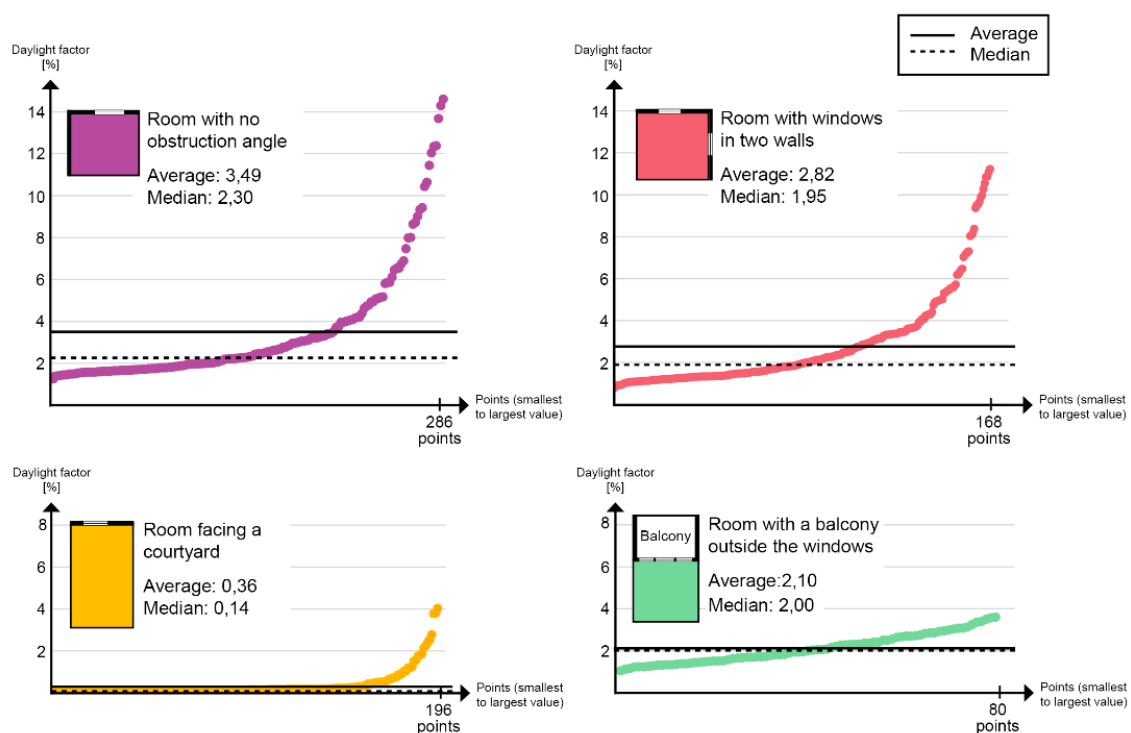 Average
Median
Daylight factor
[%]
14
12
10
8
6
4
2
Room with no
obstruction angle
Average: 3,49
Median: 2,30
Points (smallest
to largest value)
286
points
Daylight factor
[%]
14
12
10
8
6
4
2
Room with windows
in two walls
Average: 2,82
Median: 1,95
Points (smallest
to largest value)
168
points
Daylight factor
[%]
8
6
4
2
Room facing a
courtyard
Average: 0,36
Median: 0,14
Points (smallest
to largest value)
196
points
Daylight factor
[%]
8
6
4
2
Balcony
Room with a balcony
outside the windows
Average:2,10
Median: 2,00
Points (smallest
to largest value)
80
points